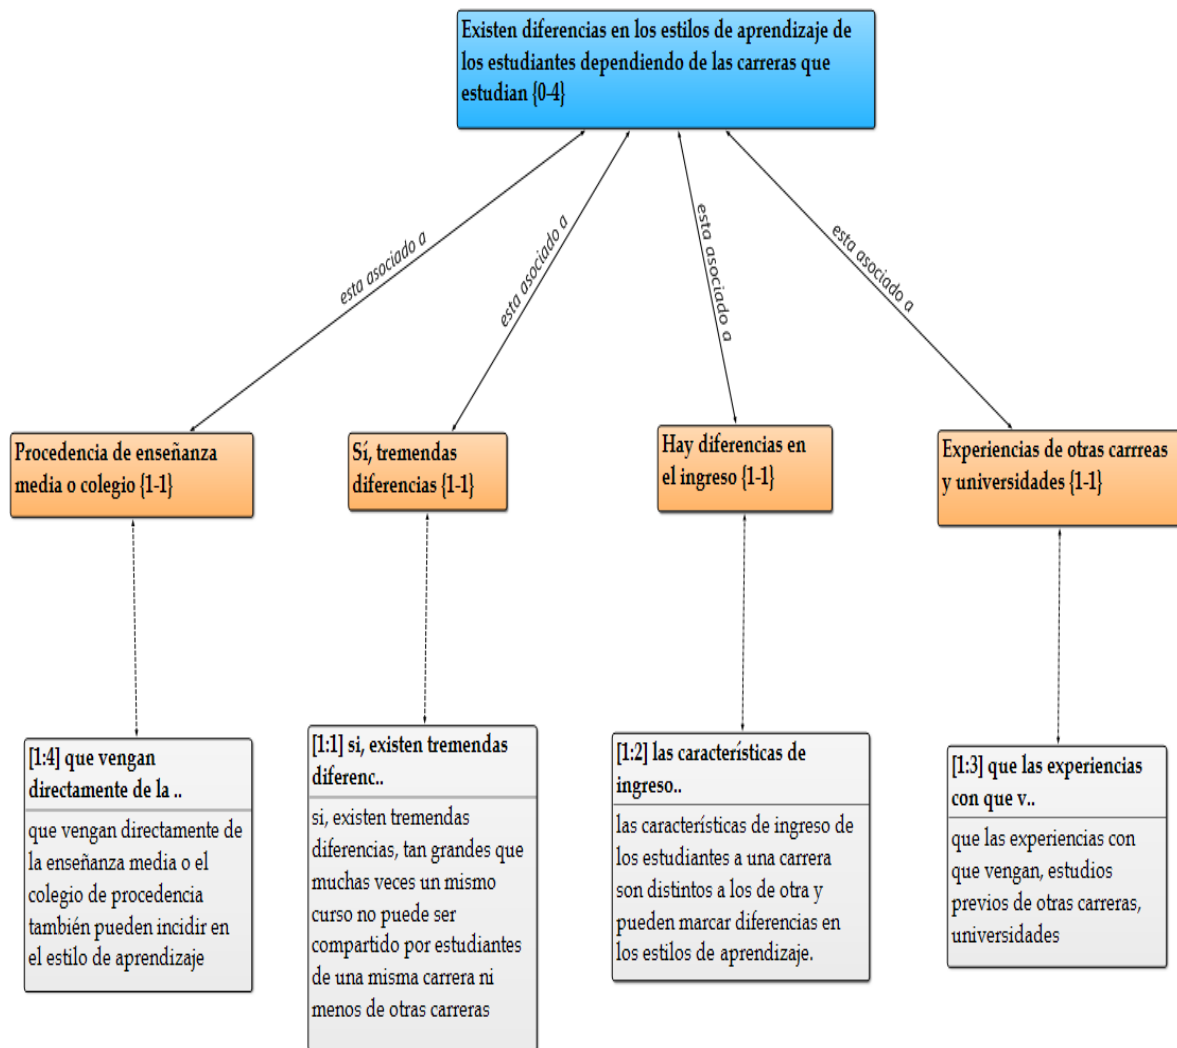 Existen diferencias en los estilos de aprendizaje de
los estudiantes dependiendo de las carreras que
estudian {0-4}
esta asociado a
esta asociado a
esta asociado a
esta asociado a
Procedencia de enseñanza
media o colegio {1-1}
Sí, tremendas
diferencias {1-1}
Hay diferencias en
el ingreso {1-1}
Experiencias de otras carrreas
y universidades {1-1}
[1:4] que vengan
directamente de la ..
que vengan directamente de
la enseñanza media o el
colegio de procedencia
también pueden incidir en
el estilo de aprendizaje
[1:1] si, existen tremendas
diferenc..
si, existen tremendas
diferencias, tan grandes que
muchas veces un mismo
curso no puede ser
compartido por estudiantes
de una misma carrera ni
menos de otras carreras
[1:2] las características de
ingreso..
las características de ingreso de
los estudiantes a una carrera
son distintos a los de otra y
pueden marcar diferencias en
los estilos de aprendizaje.
[1:3] que las experiencias
con que v..
que las experiencias con
que vengan, estudios
previos de otras carreras,
universidades